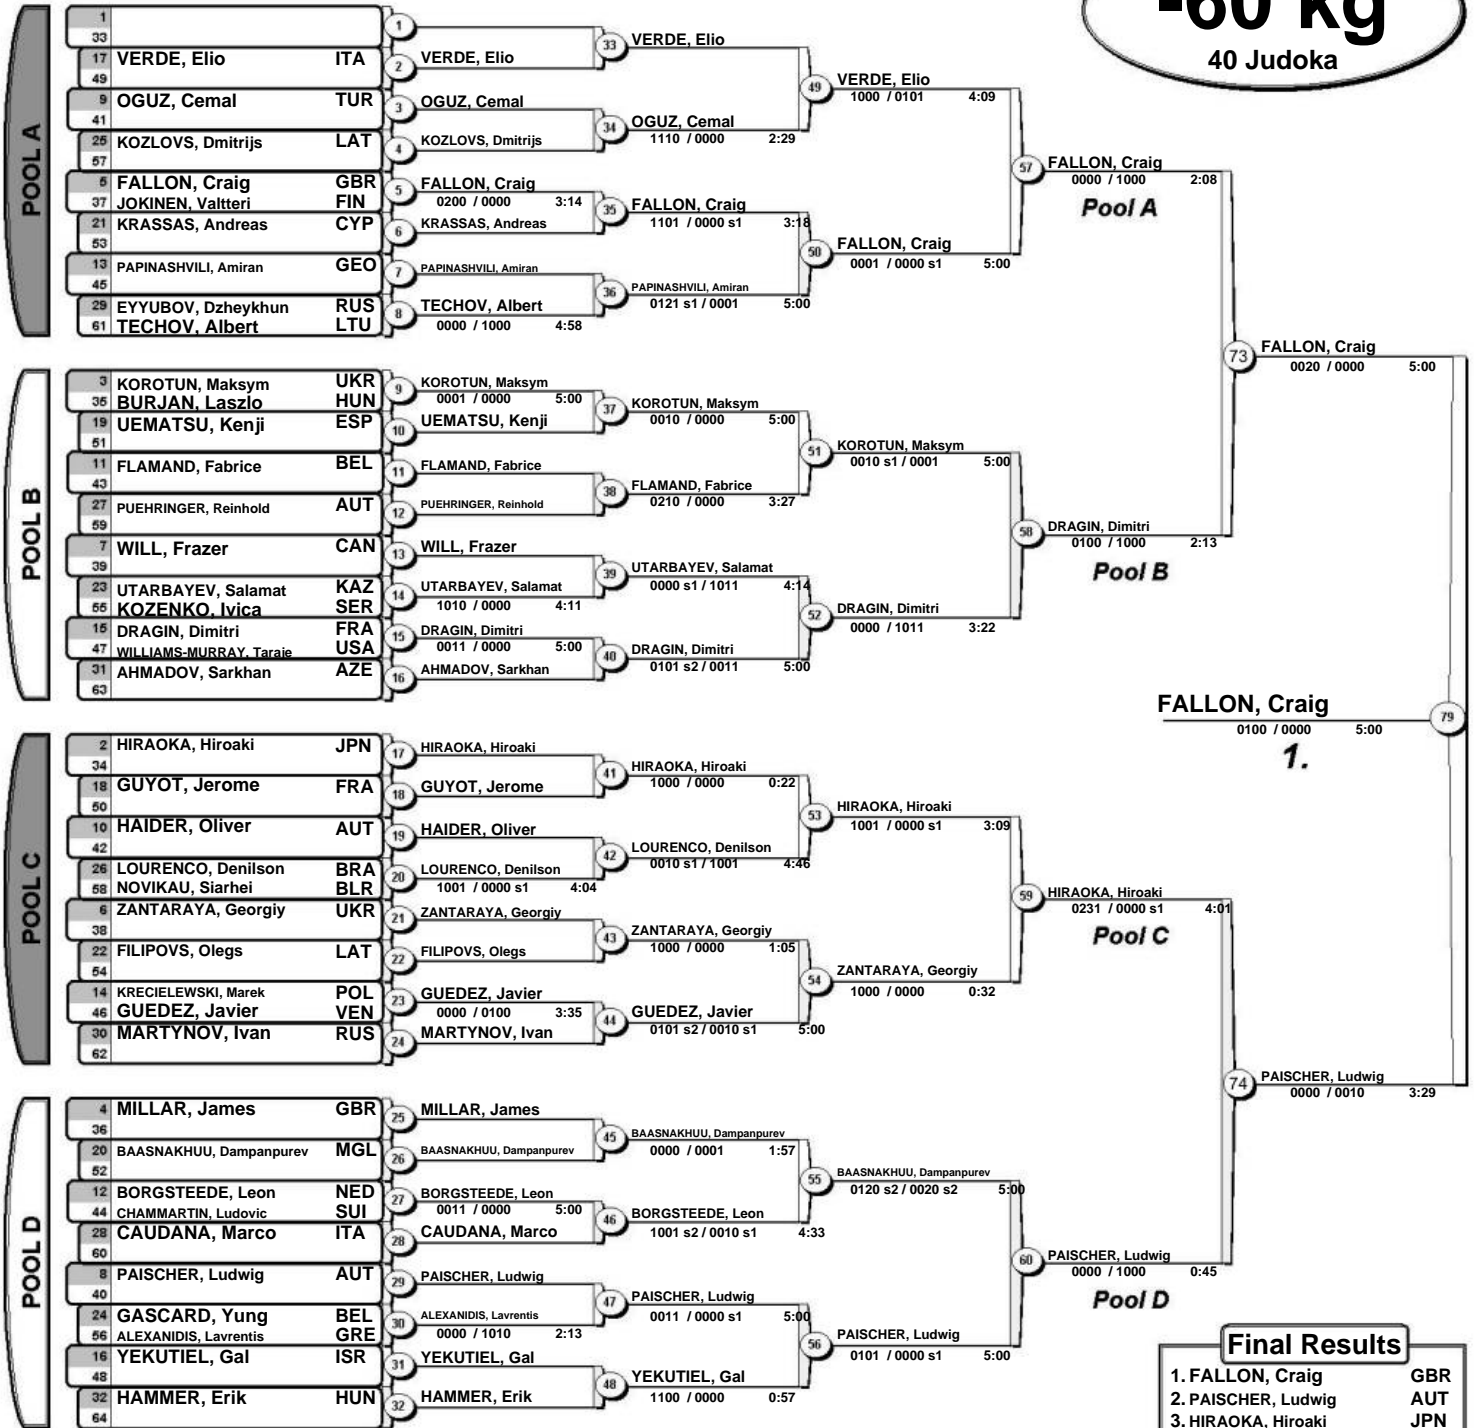 -60 kg
40 Judoka
POOL A
1
33
17 VERDE, Elio ITA
49
9 OGUZ, Cemal TUR
41
25 KOZLOVS, Dmitrijs LAT
57
5 FALLON, Craig GBR
37 JOKINEN, Valtteri FIN
21 KRASSAS, Andreas CYP
53
13 PAPINASHVILI, Amiran GEO
45
29 EYYUBOV, Dzheykhun RUS
61 TECHOV, Albert LTU
1
2 VERDE, Elio
3 OGUZ, Cemal
4 KOZLOVS, Dmitrijs
5 FALLON, Craig
0200 / 0000 3:14
6 KRASSAS, Andreas
7 PAPINASHVILI, Amiran
8 TECHOV, Albert
0000 / 1000 4:58
33 VERDE, Elio
34 OGUZ, Cemal
1110 / 0000 2:29
35 FALLON, Craig
1101 / 0000 s1 3:18
36 PAPINASHVILI, Amiran
0121 s1 / 0001 5:00
49 VERDE, Elio
1000 / 0101 4:09
50 FALLON, Craig
0001 / 0000 s1 5:00
57 FALLON, Craig
0000 / 1000 2:08
Pool A
POOL B
3 KOROTUN, Maksym UKR
35 BURJAN, Laszlo HUN
19 UEMATSU, Kenji ESP
51
11 FLAMAND, Fabrice BEL
43
27 PUEHRINGER, Reinhold AUT
59
7 WILL, Frazer CAN
39
23 UTARBAYEV, Salamat KAZ
55 KOZENKO, Ivica SER
15 DRAGIN, Dimitri FRA
47 WILLIAMS-MURRAY, Taraje USA
31 AHMADOV, Sarkhan AZE
63
9 KOROTUN, Maksym
0001 / 0000 5:00
10 UEMATSU, Kenji
11 FLAMAND, Fabrice
12 PUEHRINGER, Reinhold
13 WILL, Frazer
14 UTARBAYEV, Salamat
1010 / 0000 4:11
15 DRAGIN, Dimitri
0011 / 0000 5:00
16 AHMADOV, Sarkhan
37 KOROTUN, Maksym
0010 / 0000 5:00
38 FLAMAND, Fabrice
0210 / 0000 3:27
39 UTARBAYEV, Salamat
0000 s1 / 1011 4:14
40 DRAGIN, Dimitri
0101 s2 / 0011 5:00
51 KOROTUN, Maksym
0010 s1 / 0001 5:00
52 DRAGIN, Dimitri
0000 / 1011 3:22
58 DRAGIN, Dimitri
0100 / 1000 2:13
Pool B
73 FALLON, Craig
0020 / 0000 5:00
FALLON, Craig 79
0100 / 0000 5:00
1.
POOL C
2 HIRAOKA, Hiroaki JPN
34
18 GUYOT, Jerome FRA
50
10 HAIDER, Oliver AUT
42
26 LOURENCO, Denilson BRA
58 NOVIKAU, Siarhei BLR
6 ZANTARAYA, Georgiy UKR
38
22 FILIPOVS, Olegs LAT
54
14 KRECIELEWSKI, Marek POL
46 GUEDEZ, Javier VEN
30 MARTYNOV, Ivan RUS
62
17 HIRAOKA, Hiroaki
18 GUYOT, Jerome
19 HAIDER, Oliver
20 LOURENCO, Denilson
1001 / 0000 s1 4:04
21 ZANTARAYA, Georgiy
22 FILIPOVS, Olegs
23 GUEDEZ, Javier
0000 / 0100 3:35
24 MARTYNOV, Ivan
41 HIRAOKA, Hiroaki
1000 / 0000 0:22
42 LOURENCO, Denilson
0010 s1 / 1001 4:46
43 ZANTARAYA, Georgiy
1000 / 0000 1:05
44 GUEDEZ, Javier
0101 s2 / 0010 s1 5:00
53 HIRAOKA, Hiroaki
1001 / 0000 s1 3:09
54 ZANTARAYA, Georgiy
1000 / 0000 0:32
59 HIRAOKA, Hiroaki
0231 / 0000 s1 4:01
Pool C
POOL D
4 MILLAR, James GBR
36
20 BAASNAKHUU, Dampanpurev MGL
52
12 BORGSTEEDE, Leon NED
44 CHAMMARTIN, Ludovic SUI
28 CAUDANA, Marco ITA
60
8 PAISCHER, Ludwig AUT
40
24 GASCARD, Yung BEL
56 ALEXANIDIS, Lavrentis GRE
16 YEKUTIEL, Gal ISR
48
32 HAMMER, Erik HUN
64
25 MILLAR, James
26 BAASNAKHUU, Dampanpurev
27 BORGSTEEDE, Leon
0011 / 0000 5:00
28 CAUDANA, Marco
29 PAISCHER, Ludwig
30 ALEXANIDIS, Lavrentis
0000 / 1010 2:13
31 YEKUTIEL, Gal
32 HAMMER, Erik
45 BAASNAKHUU, Dampanpurev
0000 / 0001 1:57
46 BORGSTEEDE, Leon
1001 s2 / 0010 s1 4:33
47 PAISCHER, Ludwig
0011 / 0000 s1 5:00
48 YEKUTIEL, Gal
1100 / 0000 0:57
55 BAASNAKHUU, Dampanpurev
0120 s2 / 0020 s2 5:00
56 PAISCHER, Ludwig
0101 / 0000 s1 5:00
60 PAISCHER, Ludwig
0000 / 1000 0:45
Pool D
74 PAISCHER, Ludwig
0000 / 0010 3:29
Final Results
1. FALLON, Craig GBR
2. PAISCHER, Ludwig AUT
3. HIRAOKA, Hiroaki JPN